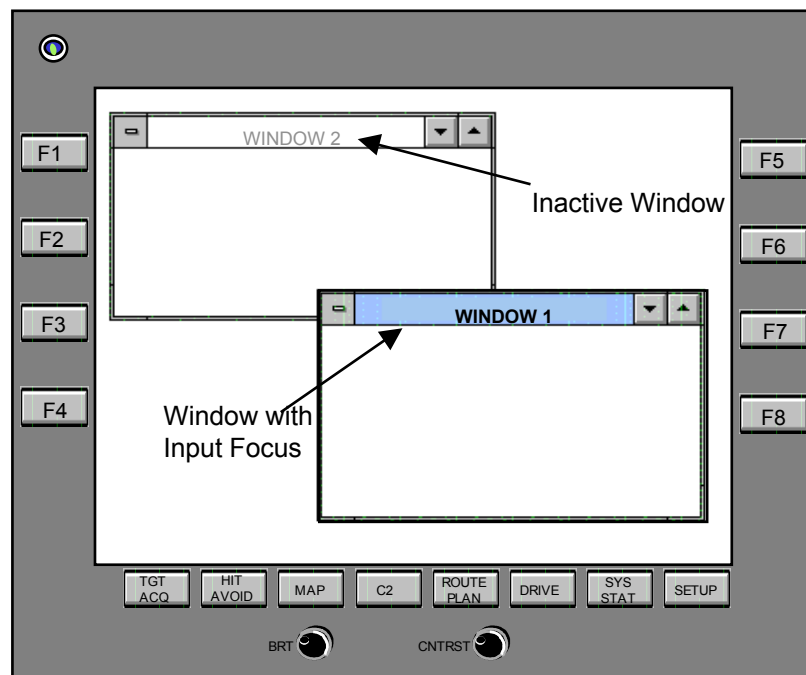 WINDOW 2
F1
F5
Inactive Window
F2
F6
WINDOW 1
F3
F7
Window with
Input Focus
F4
F8
TGT
ACQ
HIT
AVOID
MAP
C2
ROUTE
PLAN
DRIVE
SYS
STAT
SETUP
BRT
CNTRST